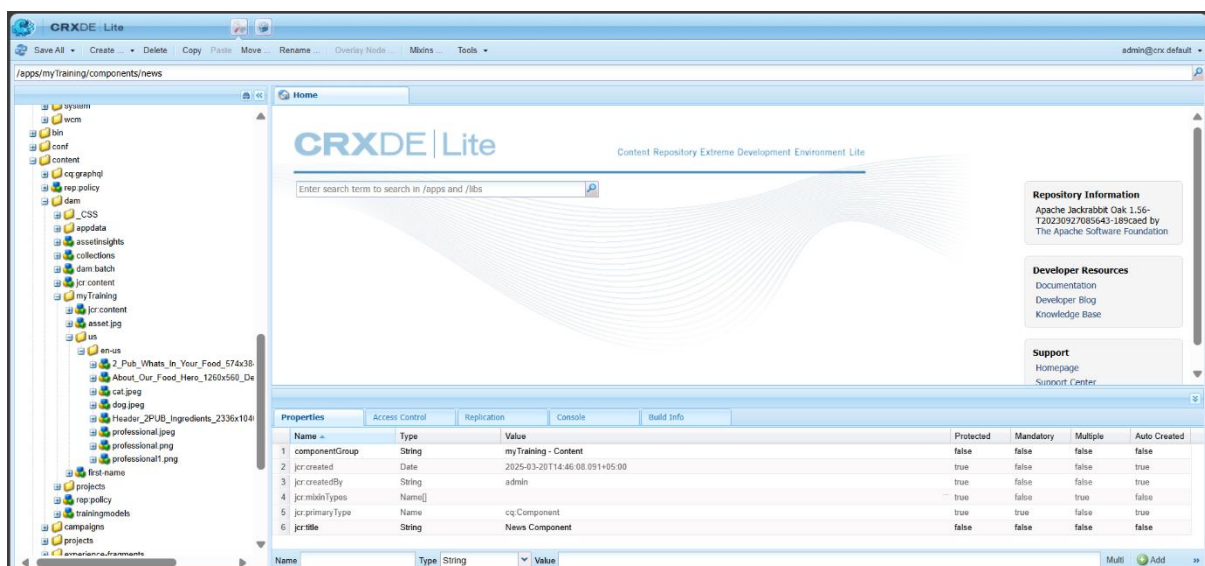 CRXDE Lite
Save All Create ... Delete Copy Paste Move ... Rename ... Overlay Node ... Mixins ... Tools admin@crx.default
/apps/myTraining/components/news
Home
system
wcm
bin
conf
content
cq:graphql
rep:policy
dam
_CSS
appdata
assetinsights
collections
dam:batch
jcr:content
myTraining
jcr:content
asset.jpg
us
en-us
2_Pub_Whats_In_Your_Food_574x38
About_Our_Food_Hero_1260x560_De
cat.jpeg
dog.jpeg
Header_2PUB_Ingredients_2336x104
professional.jpeg
professional.png
professional1.png
first-name
projects
rep:policy
trainingmodels
campaigns
projects
experience-fragments
CRXDE | Lite
Content Repository Extreme Development Environment Lite
Enter search term to search in /apps and /libs
Repository Information
Apache Jackrabbit Oak 1.56-
T20230927085643-189caed by
The Apache Software Foundation
Developer Resources
Documentation
Developer Blog
Knowledge Base
Support
Homepage
Support Center
Properties Access Control Replication Console Build Info
Name Type Value Protected Mandatory Multiple Auto Created
1 componentGroup String myTraining - Content false false false false
2 jcr:created Date 2025-03-20T14:46:08.091+05:00 true false false true
3 jcr:createdBy String admin true false false true
4 jcr:mixinTypes Name[] true false true false
5 jcr:primaryType Name cq:Component true true false true
6 jcr:title String News Component false false false false
Name Type String Value Multi Add »